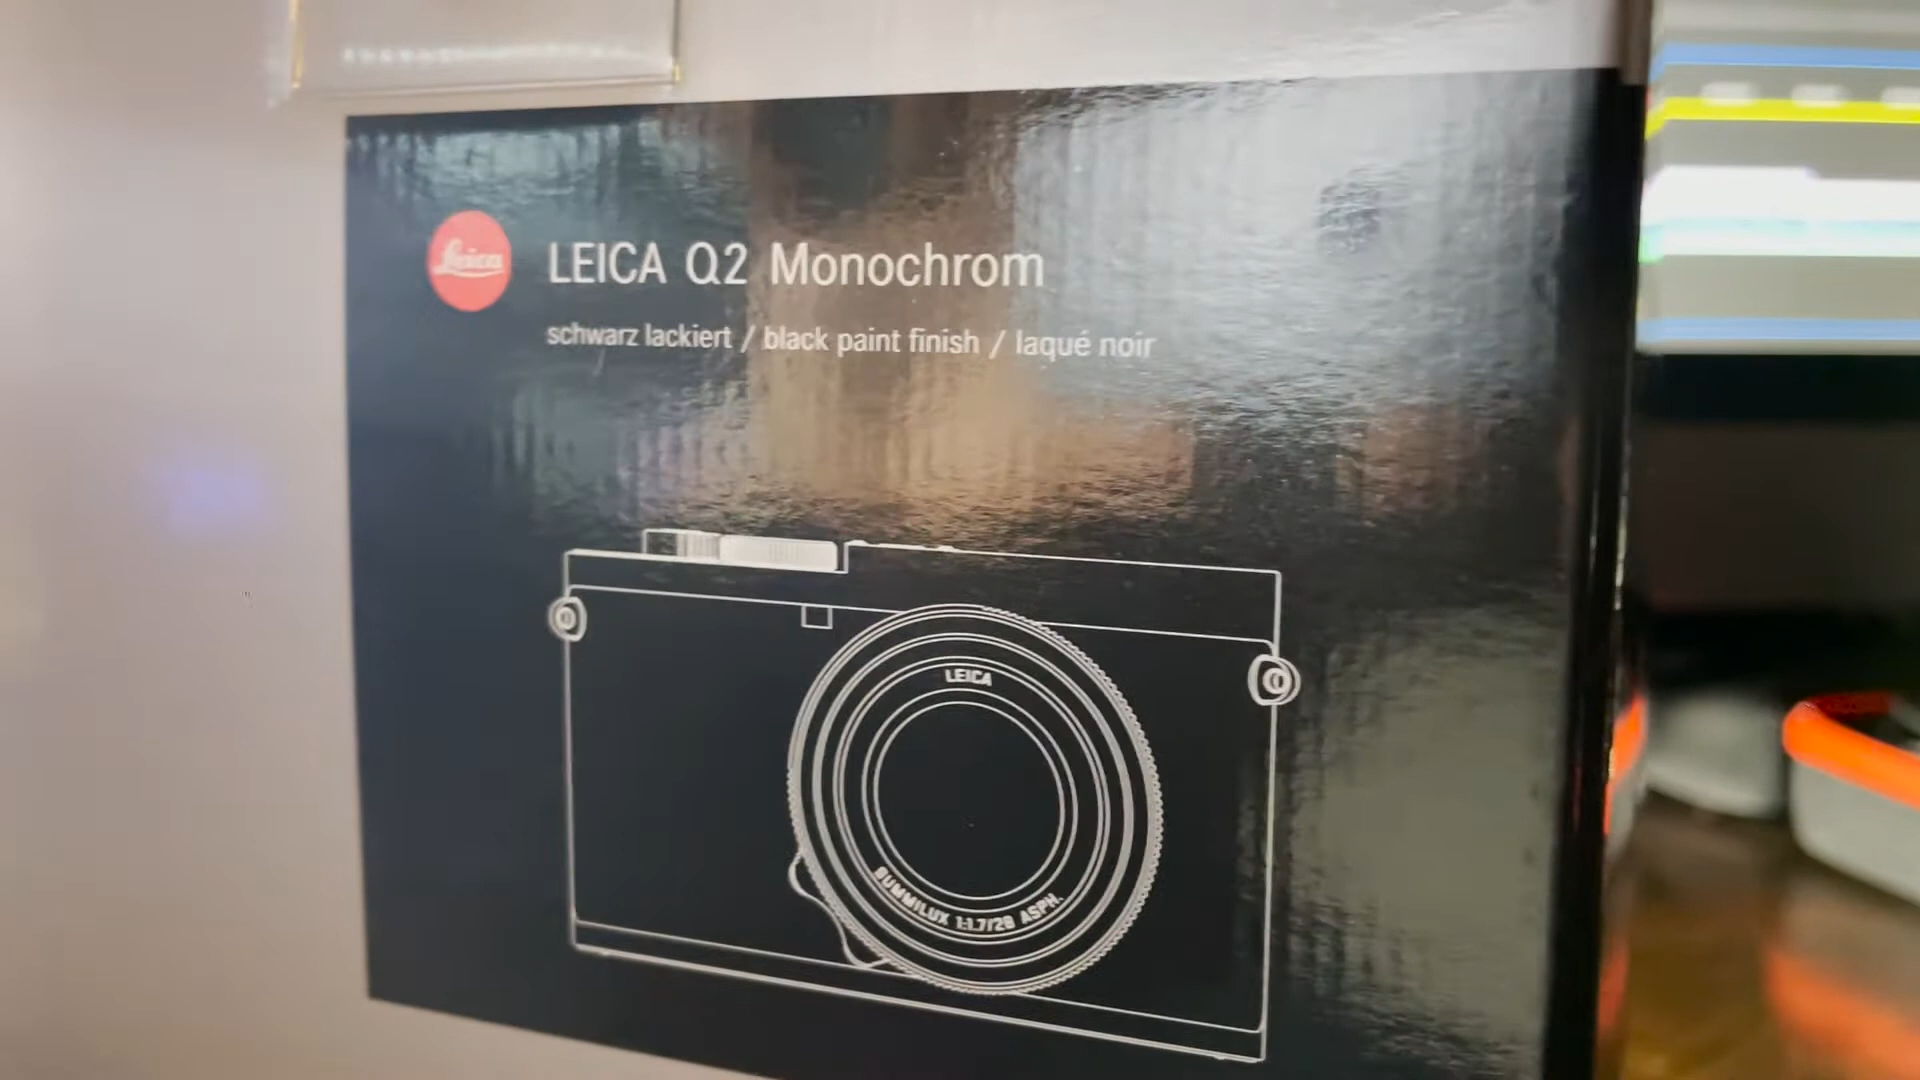 Leica
LEICA Q2 Monochrom
schwarz lackiert / black paint finish / laqué noir
LEICA
SUMMILUX 1:1.7/28 ASPH.